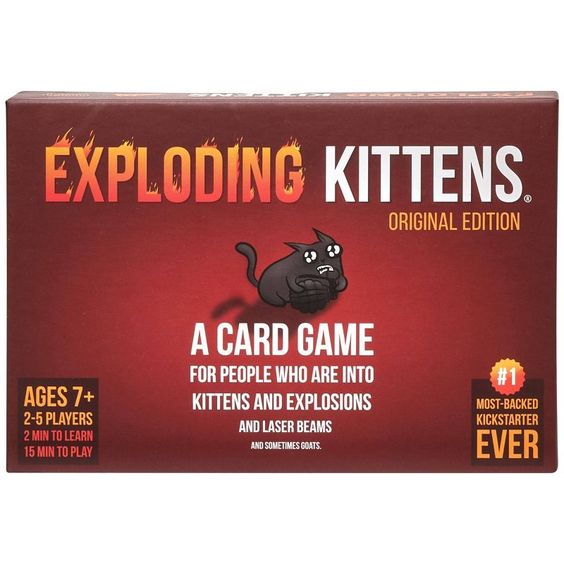 EXPLODING KITTENS®
ORIGINAL EDITION
A CARD GAME
FOR PEOPLE WHO ARE INTO
KITTENS AND EXPLOSIONS
AND LASER BEAMS
AND SOMETIMES GOATS.
AGES 7+
2-5 PLAYERS
2 MIN TO LEARN
15 MIN TO PLAY
#1
MOST-BACKED
KICKSTARTER
EVER